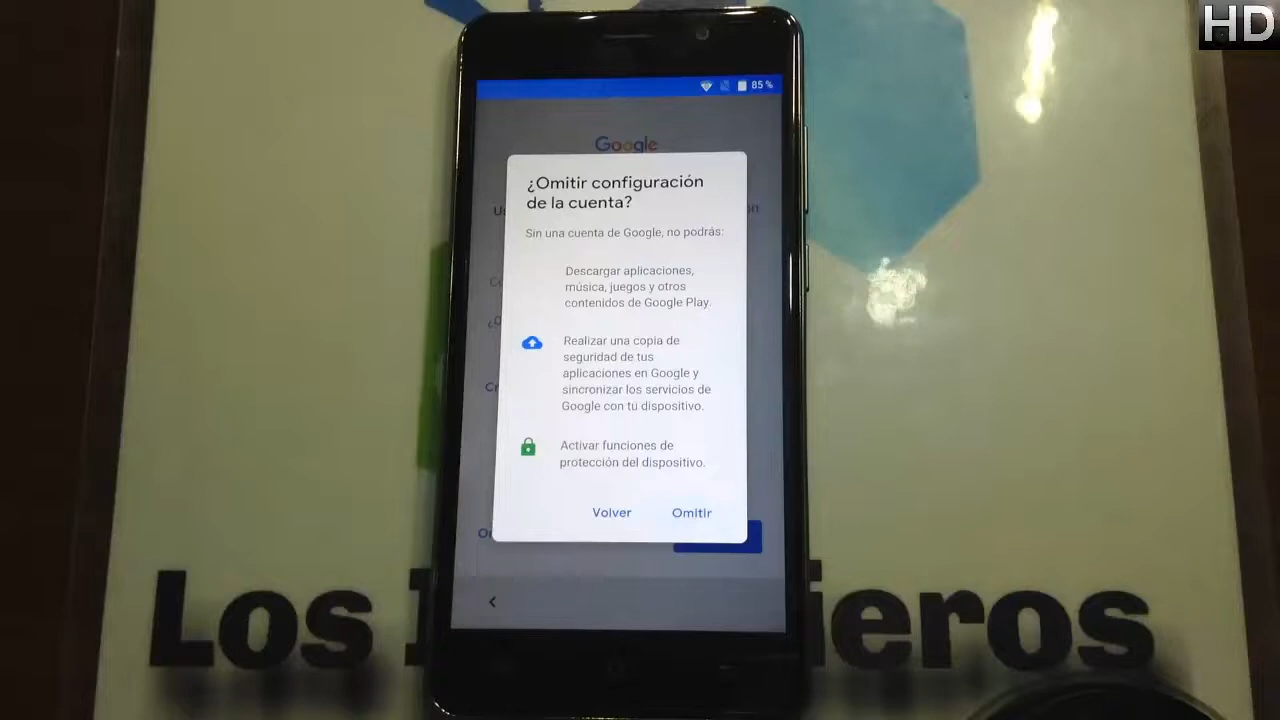 HD
85 %
Google
¿Omitir configuración
de la cuenta?
Sin una cuenta de Google, no podrás:
Descargar aplicaciones,
música, juegos y otros
contenidos de Google Play.
Realizar una copia de
seguridad de tus
aplicaciones en Google y
sincronizar los servicios de
Google con tu dispositivo.
Activar funciones de
protección del dispositivo.
Volver Omitir
Los